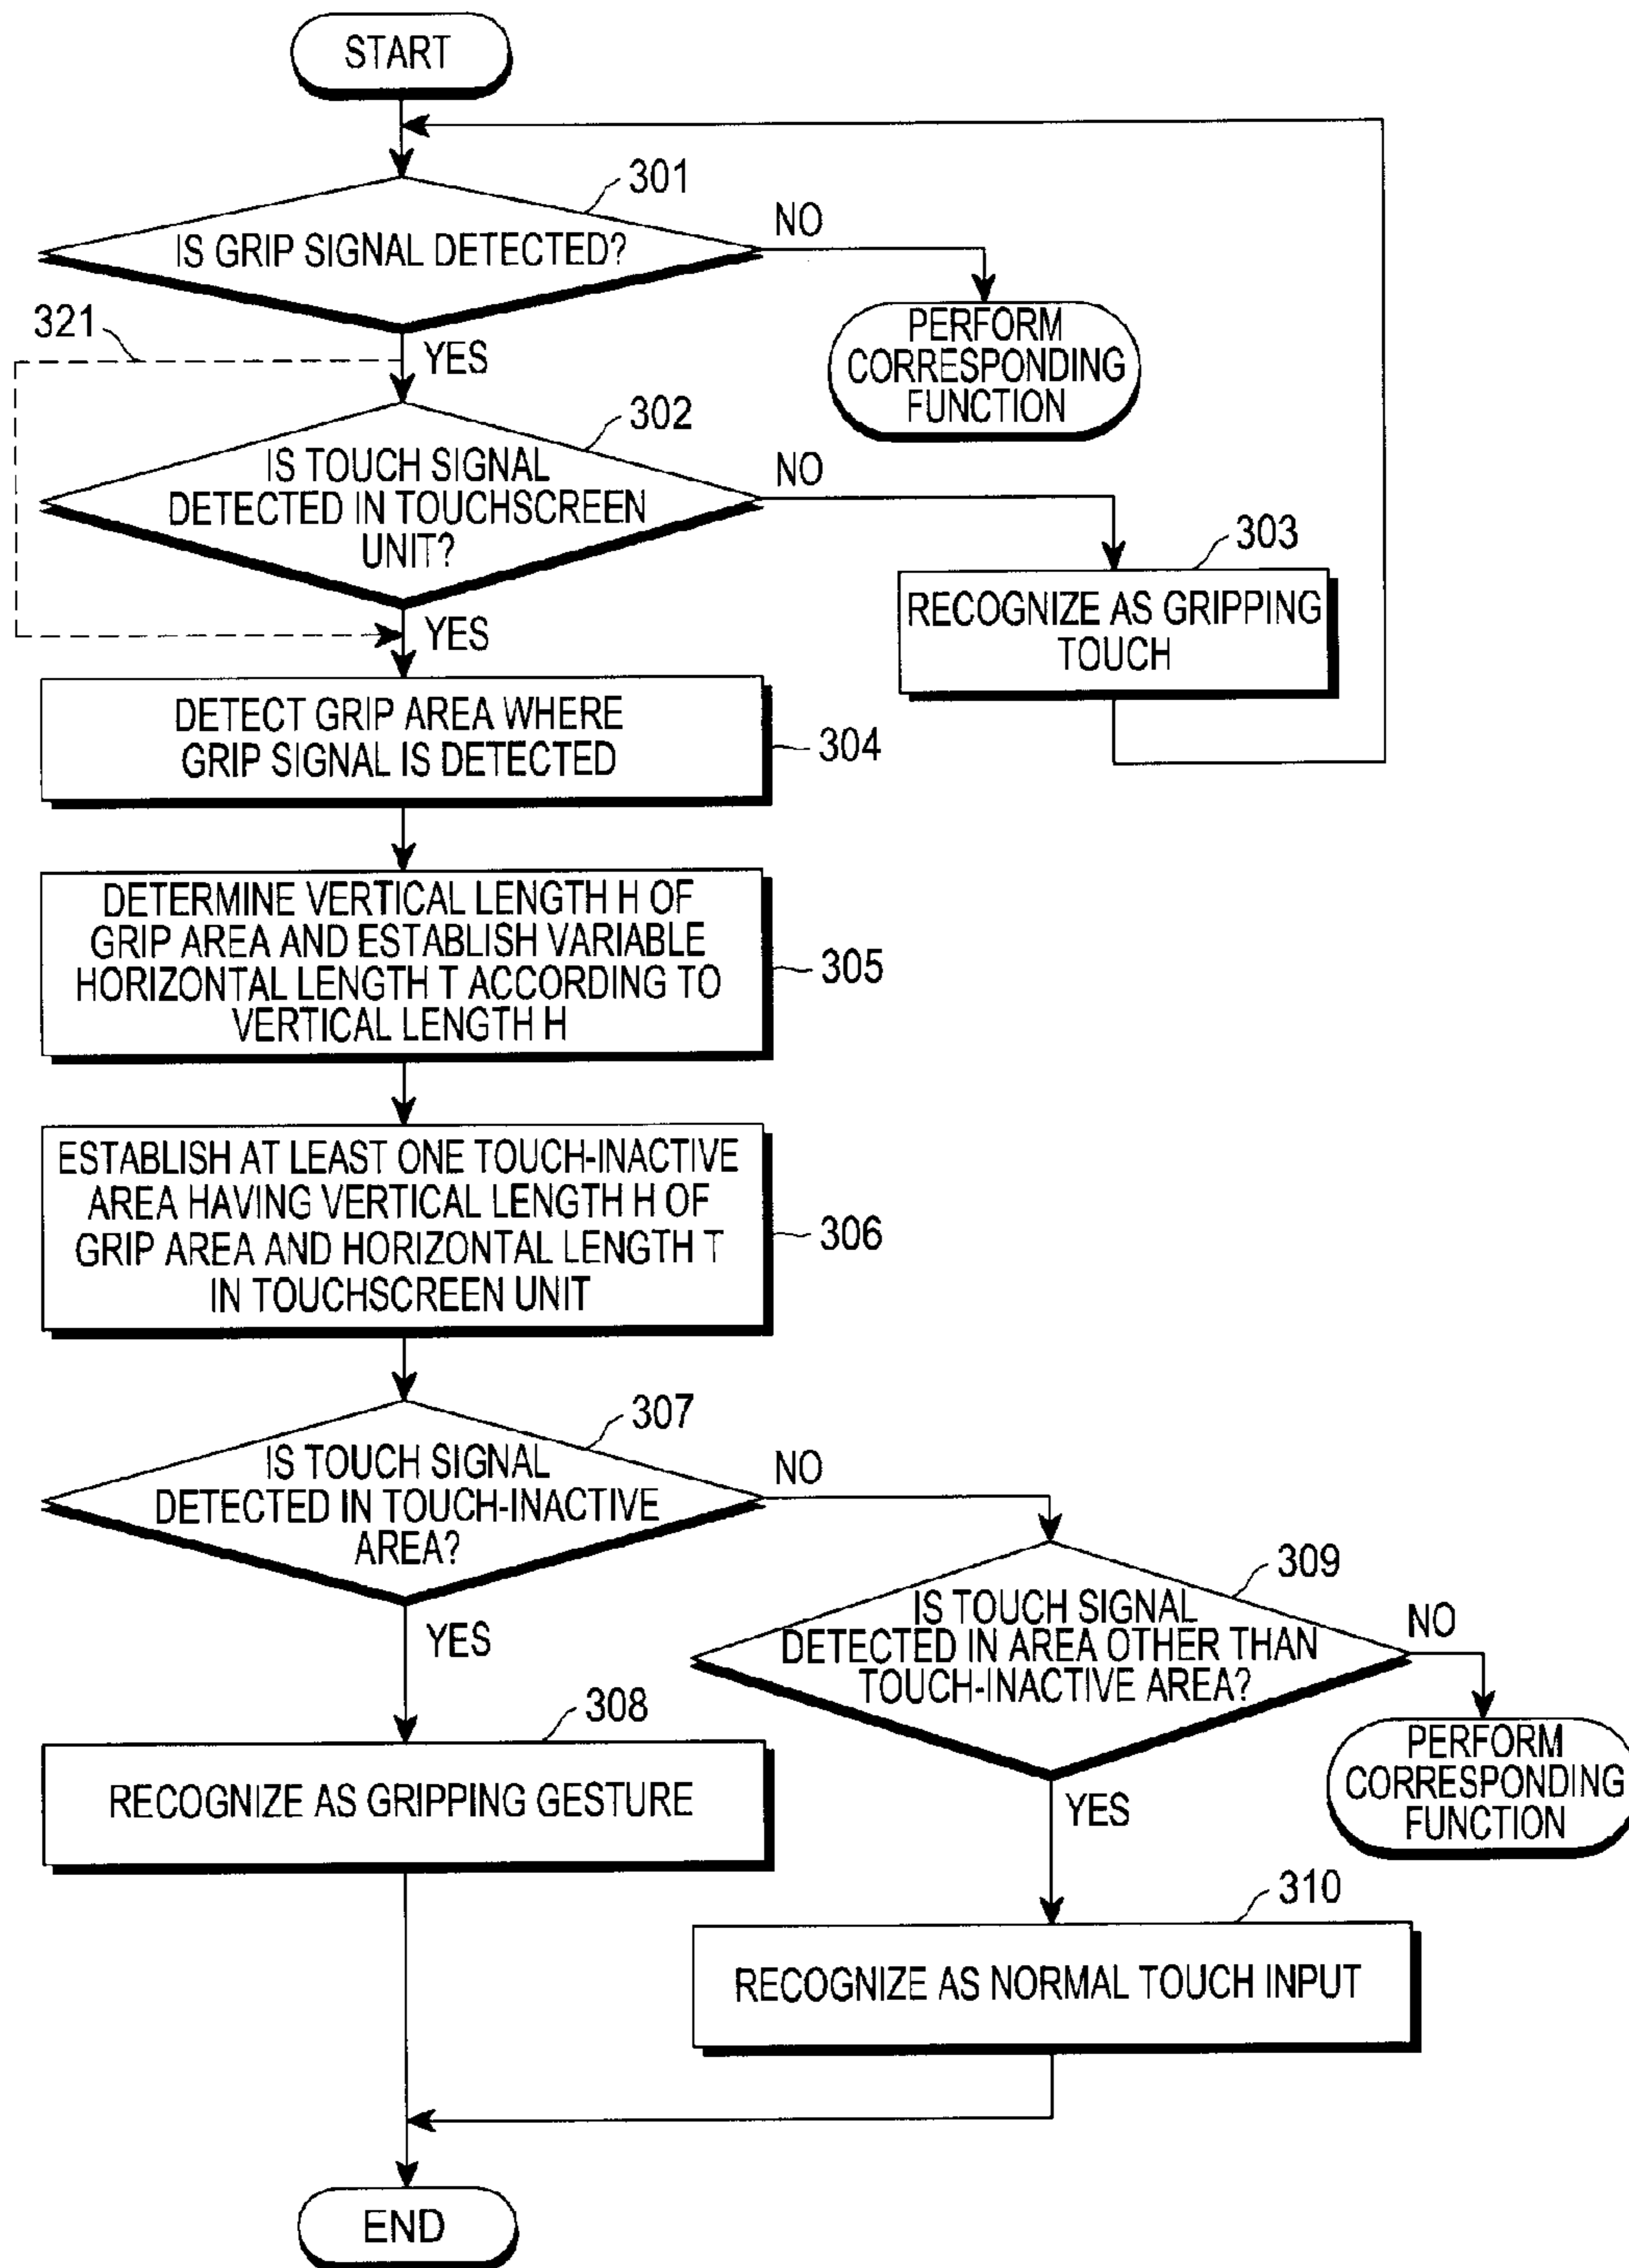 START
301
IS GRIP SIGNAL DETECTED?
NO
PERFORM
CORRESPONDING
FUNCTION
321
YES
302
IS TOUCH SIGNAL
DETECTED IN TOUCHSCREEN
UNIT?
NO
303
RECOGNIZE AS GRIPPING
TOUCH
YES
DETECT GRIP AREA WHERE
GRIP SIGNAL IS DETECTED
304
DETERMINE VERTICAL LENGTH H OF
GRIP AREA AND ESTABLISH VARIABLE
HORIZONTAL LENGTH T ACCORDING TO
VERTICAL LENGTH H
305
ESTABLISH AT LEAST ONE TOUCH-INACTIVE
AREA HAVING VERTICAL LENGTH H OF
GRIP AREA AND HORIZONTAL LENGTH T
IN TOUCHSCREEN UNIT
306
307
IS TOUCH SIGNAL
DETECTED IN TOUCH-INACTIVE
AREA?
NO
309
IS TOUCH SIGNAL
DETECTED IN AREA OTHER THAN
TOUCH-INACTIVE AREA?
NO
PERFORM
CORRESPONDING
FUNCTION
YES
308
RECOGNIZE AS GRIPPING GESTURE
YES
310
RECOGNIZE AS NORMAL TOUCH INPUT
END